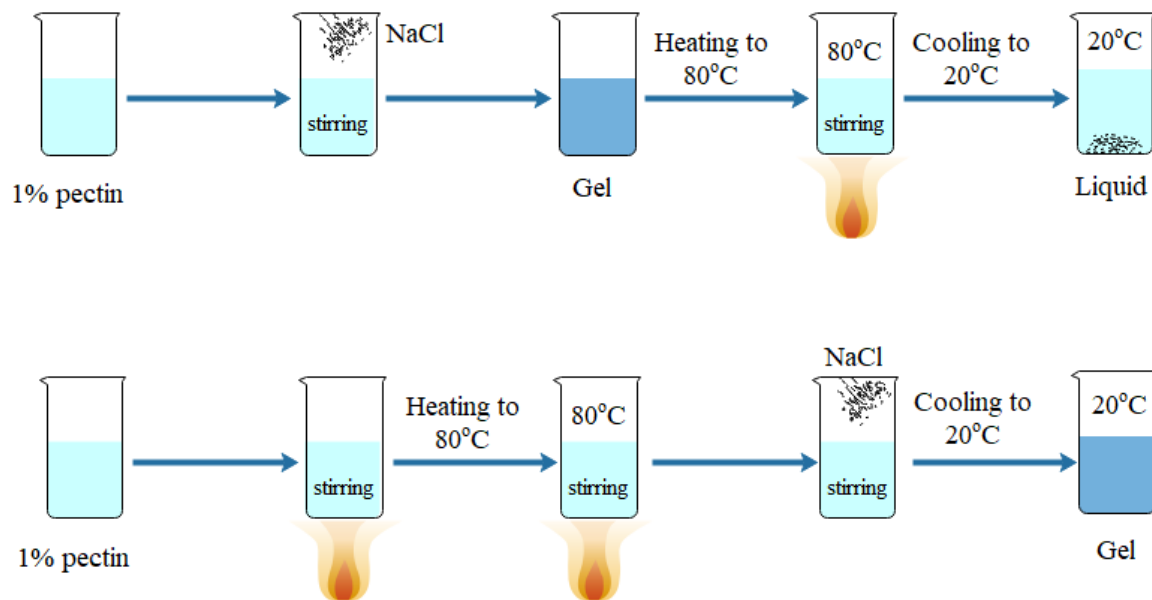 NaCl
Heating to
80°C
80°C
Cooling to
20°C
20°C
stirring
stirring
1% pectin
Gel
Liquid
NaCl
Heating to
80°C
80°C
Cooling to
20°C
20°C
stirring
stirring
stirring
1% pectin
Gel